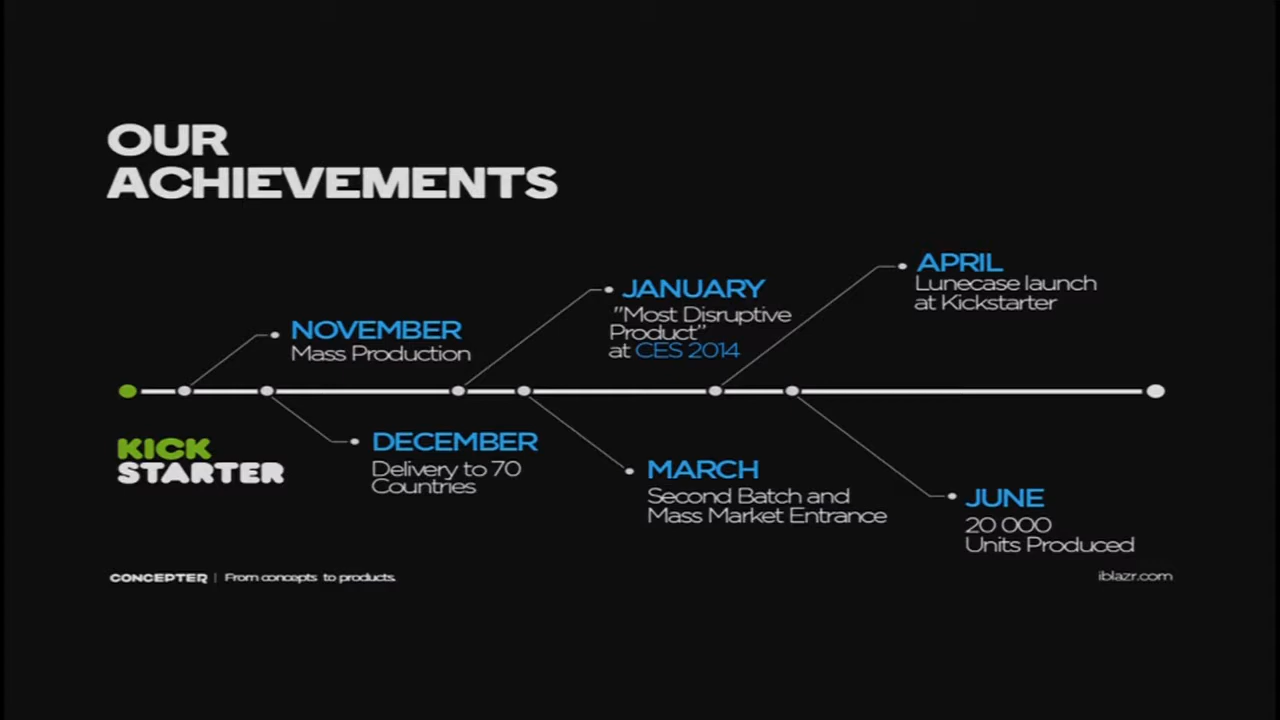 OUR
ACHIEVEMENTS
APRIL
Lunecase launch
at Kickstarter
JANUARY
"Most Disruptive
Product"
at CES 2014
NOVEMBER
Mass Production
KICK
STARTER
DECEMBER
Delivery to 70
Countries
MARCH
Second Batch and
Mass Market Entrance
JUNE
20 000
Units Produced
CONCEPTER | From concepts to products.
iblazr.com